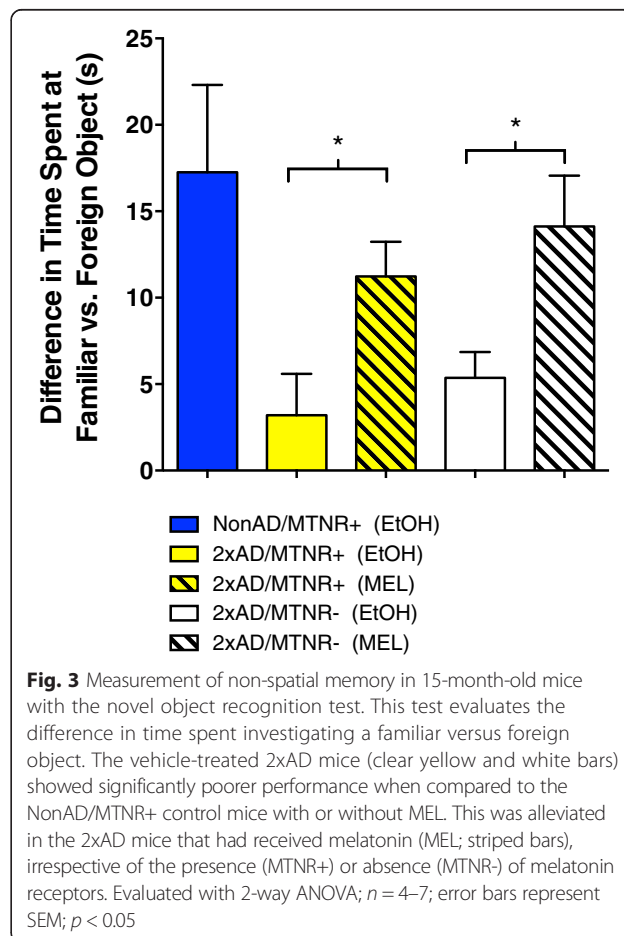 Difference in Time Spent at
Familiar vs. Foreign Object (s)
25
20
15
10
5
0
*
*
NonAD/MTNR+ (EtOH)
2xAD/MTNR+ (EtOH)
2xAD/MTNR+ (MEL)
2xAD/MTNR- (EtOH)
2xAD/MTNR- (MEL)
Fig. 3 Measurement of non-spatial memory in 15-month-old mice
with the novel object recognition test. This test evaluates the
difference in time spent investigating a familiar versus foreign
object. The vehicle-treated 2xAD mice (clear yellow and white bars)
showed significantly poorer performance when compared to the
NonAD/MTNR+ control mice with or without MEL. This was alleviated
in the 2xAD mice that had received melatonin (MEL; striped bars),
irrespective of the presence (MTNR+) or absence (MTNR-) of melatonin
receptors. Evaluated with 2-way ANOVA; n = 4–7; error bars represent
SEM; p < 0.05